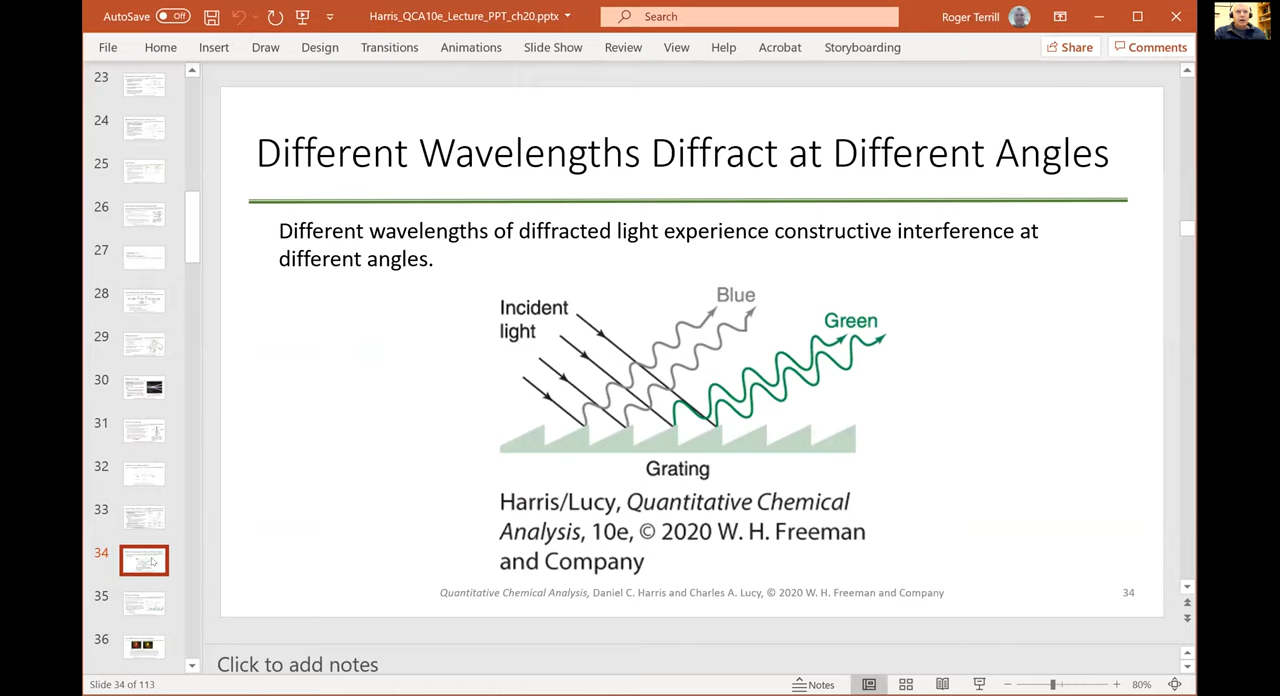 AutoSave Off Harris_QCA10e_Lecture_PPT_ch20.pptx Search Roger Terrill
File Home Insert Draw Design Transitions Animations Slide Show Review View Help Acrobat Storyboarding Share Comments
23
24
25
26
27
28
29
30
31
32
33
34
35
36
Different Wavelengths Diffract at Different Angles
Different wavelengths of diffracted light experience constructive interference at
different angles.
Blue
Incident
light
Green
Grating
Harris/Lucy, Quantitative Chemical
Analysis, 10e, © 2020 W. H. Freeman
and Company
Quantitative Chemical Analysis, Daniel C. Harris and Charles A. Lucy, © 2020 W. H. Freeman and Company 34
Click to add notes
Slide 34 of 113 Notes 80%